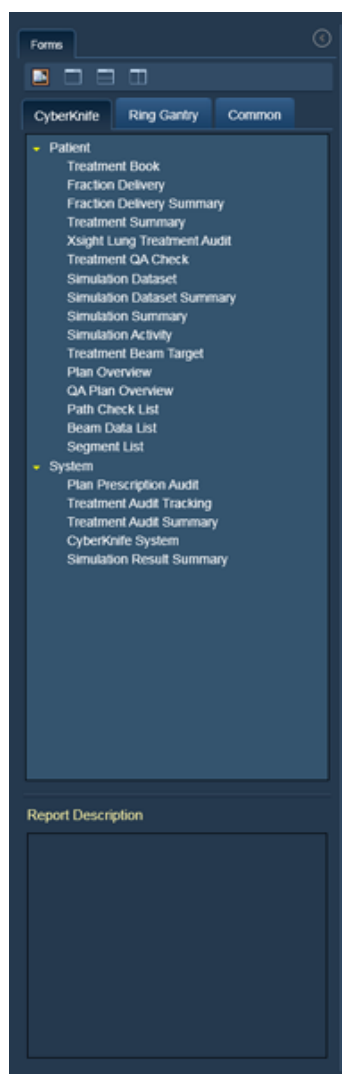 Forms
CyberKnife Ring Gantry Common
Patient
Treatment Book
Fraction Delivery
Fraction Delivery Summary
Treatment Summary
Xsight Lung Treatment Audit
Treatment QA Check
Simulation Dataset
Simulation Dataset Summary
Simulation Summary
Simulation Activity
Treatment Beam Target
Plan Overview
QA Plan Overview
Path Check List
Beam Data List
Segment List
System
Plan Prescription Audit
Treatment Audit Tracking
Treatment Audit Summary
CyberKnife System
Simulation Result Summary
Report Description